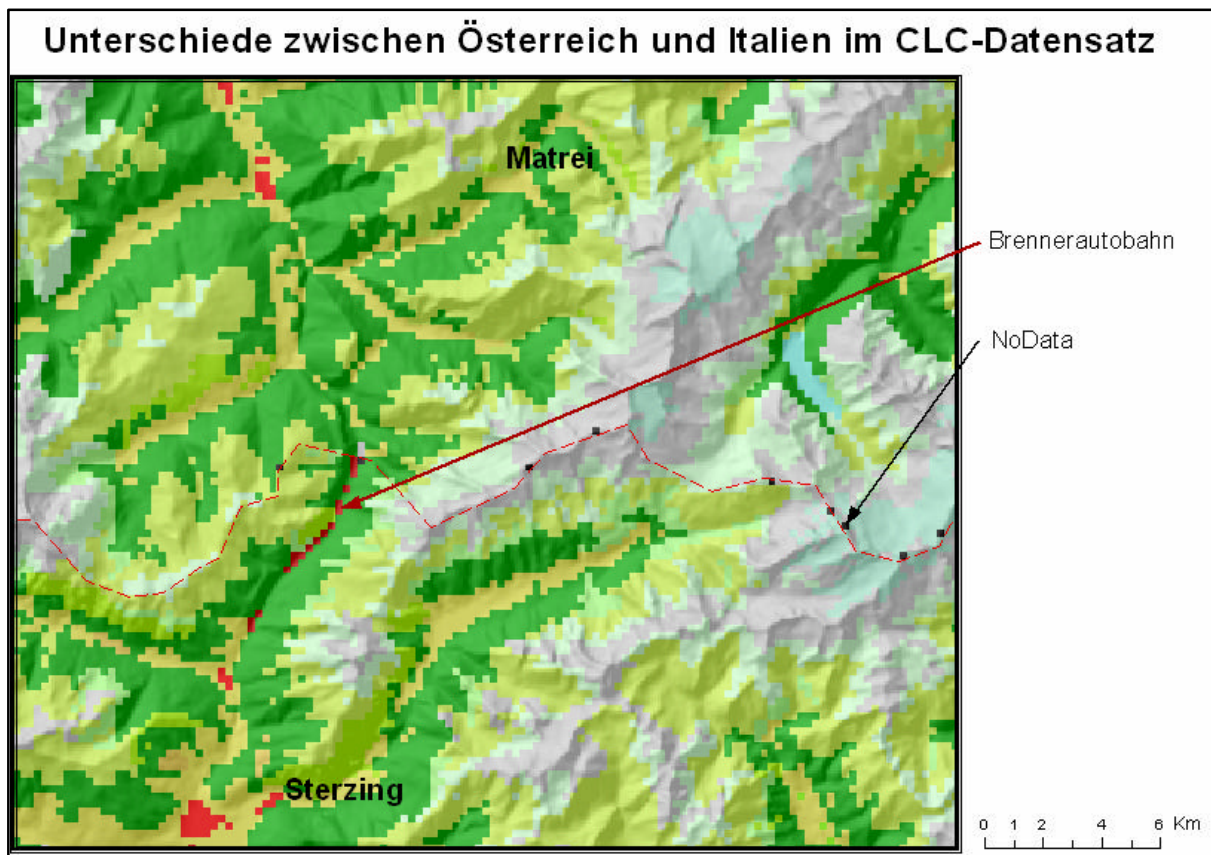 Unterschiede zwischen Österreich und Italien im CLC-Datensatz
Matrei
Brennerautobahn
NoData
Sterzing
0 1 2 4 6 Km